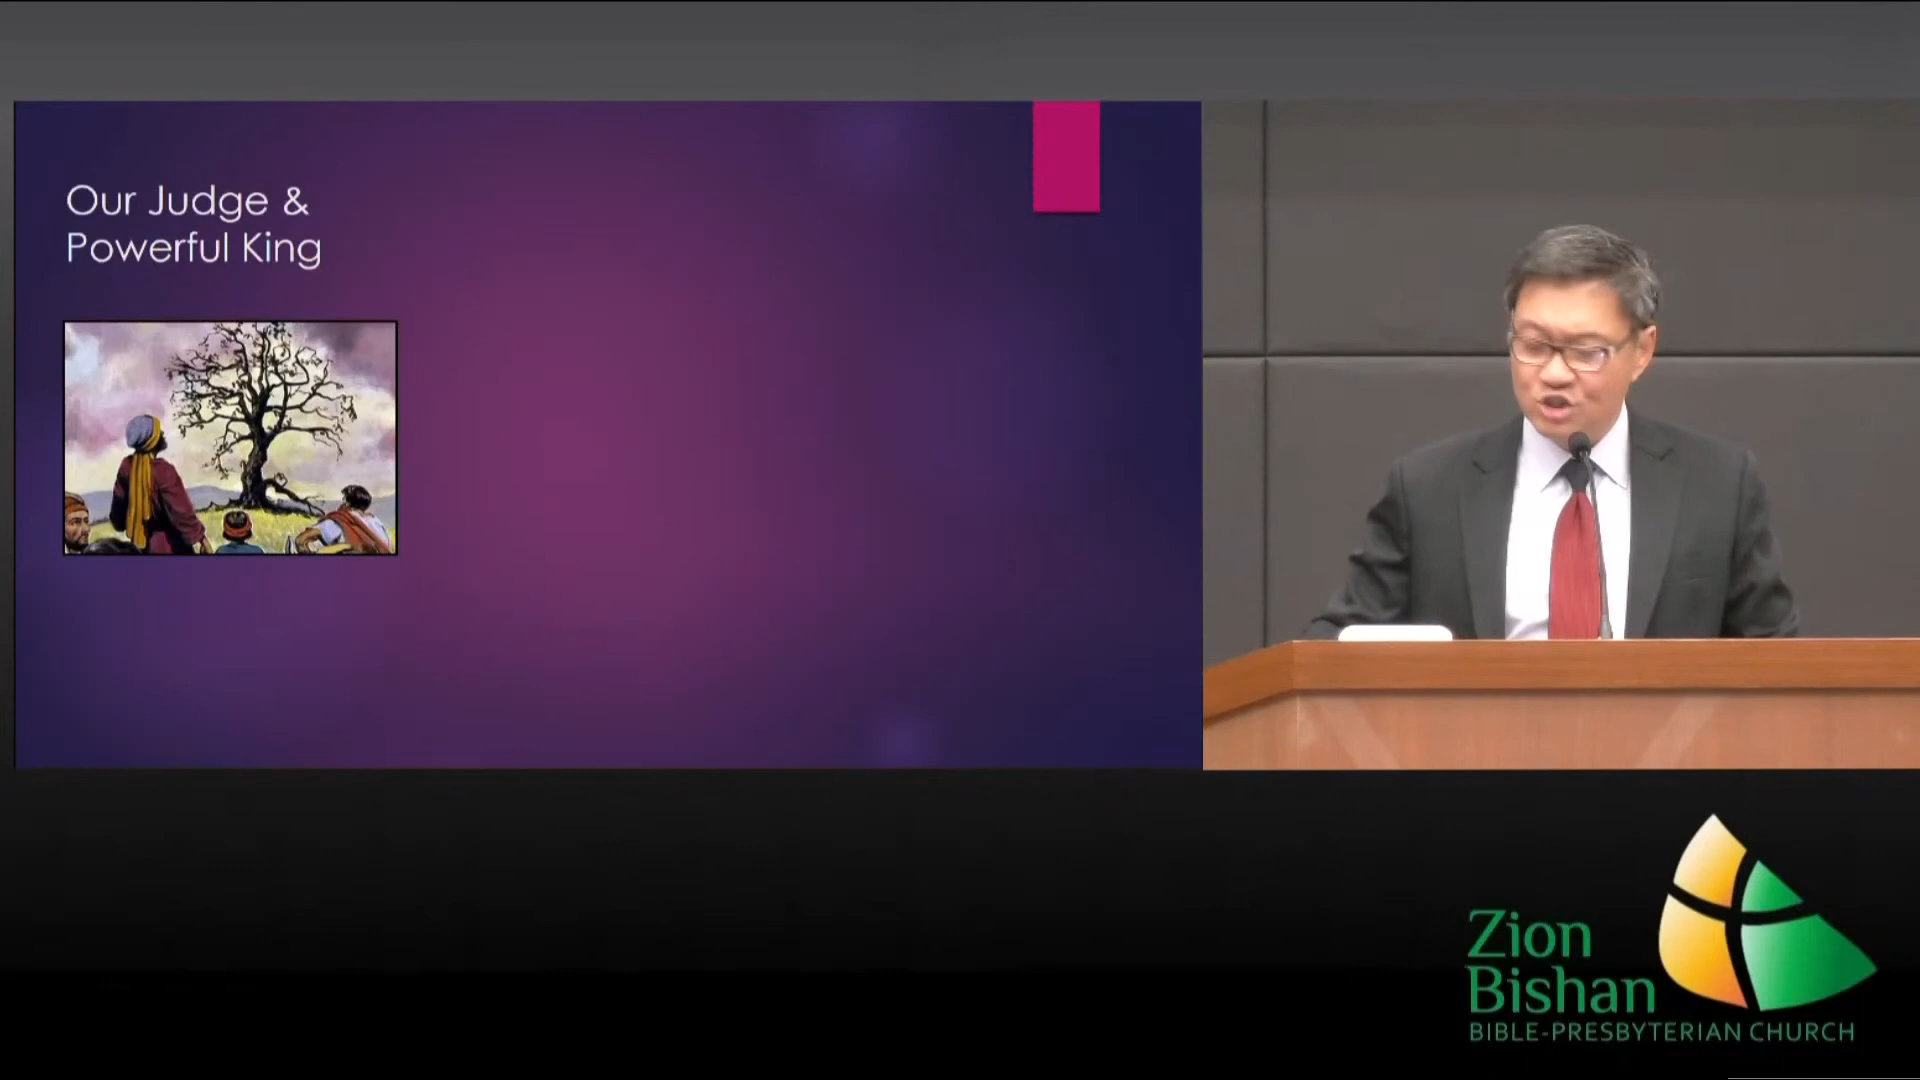 Our Judge &
Powerful King
Zion
Bishan
BIBLE-PRESBYTERIAN CHURCH